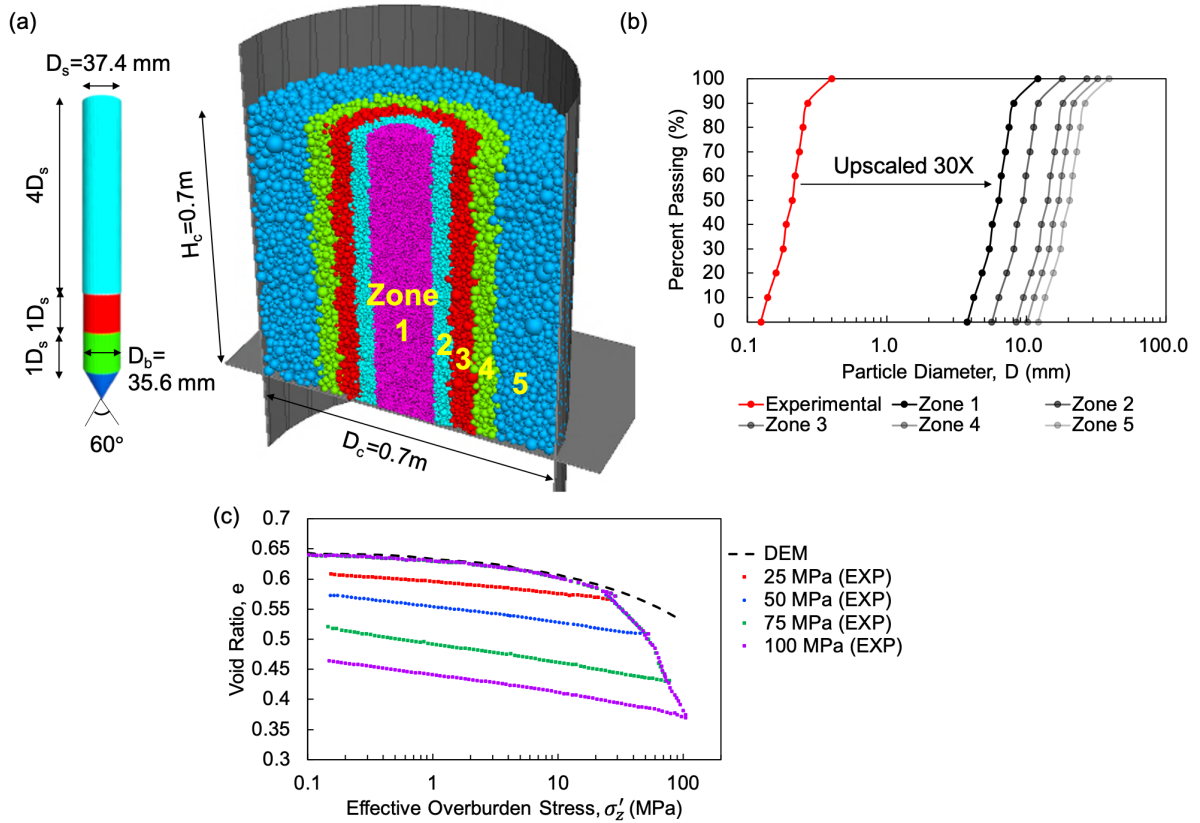 (a)
Dₛ=37.4 mm
4Dₛ
1Dₛ
1Dₛ
D_b=
35.6 mm
60°
H_c=0.7m
D_c=0.7m
Zone
1
2
3
4
5
(b)
Percent Passing (%)
100
90
80
70
60
50
40
30
20
10
0
Upscaled 30X
0.1
1.0
10.0
100.0
Particle Diameter, D (mm)
Experimental
Zone 1
Zone 2
Zone 3
Zone 4
Zone 5
(c)
Void Ratio, e
0.7
0.65
0.6
0.55
0.5
0.45
0.4
0.35
0.3
0.1
1
10
100
Effective Overburden Stress, σ′_z (MPa)
DEM
25 MPa (EXP)
50 MPa (EXP)
75 MPa (EXP)
100 MPa (EXP)